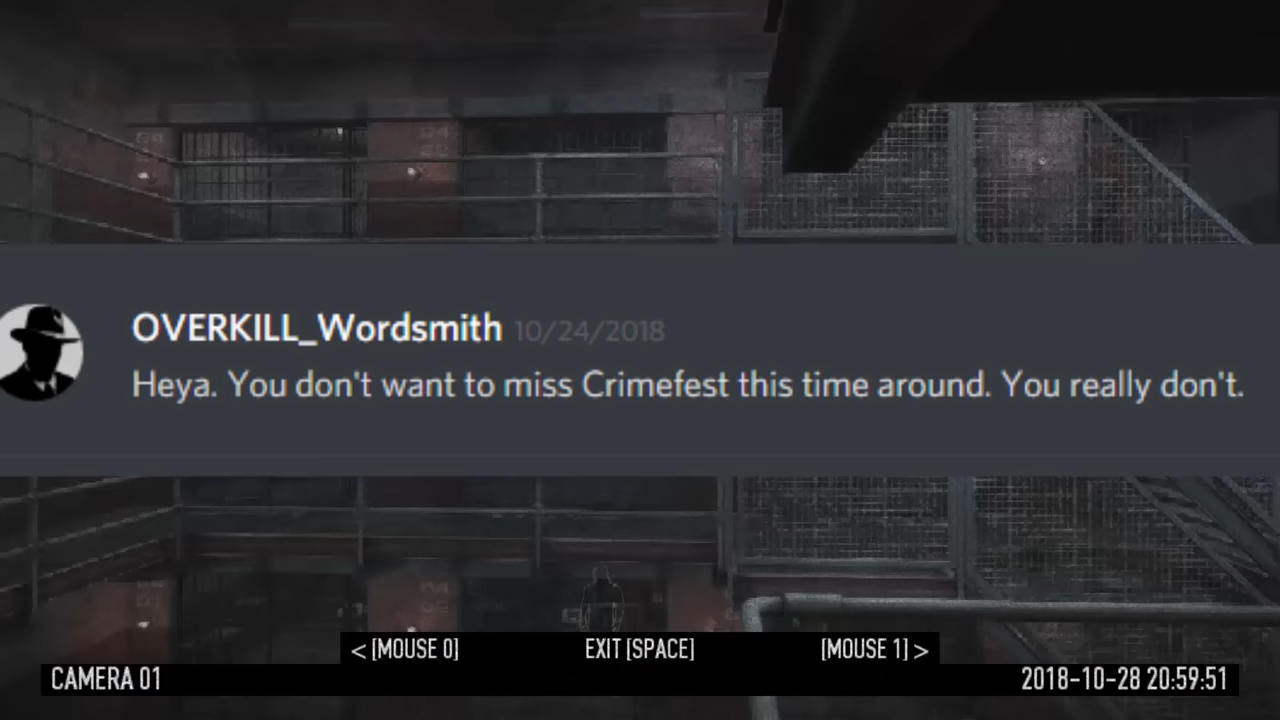 OVERKILL_Wordsmith 10/24/2018
Heya. You don't want to miss Crimefest this time around. You really don't.
< [MOUSE 0] EXIT [SPACE] [MOUSE 1] >
CAMERA 01 2018-10-28 20:59:51